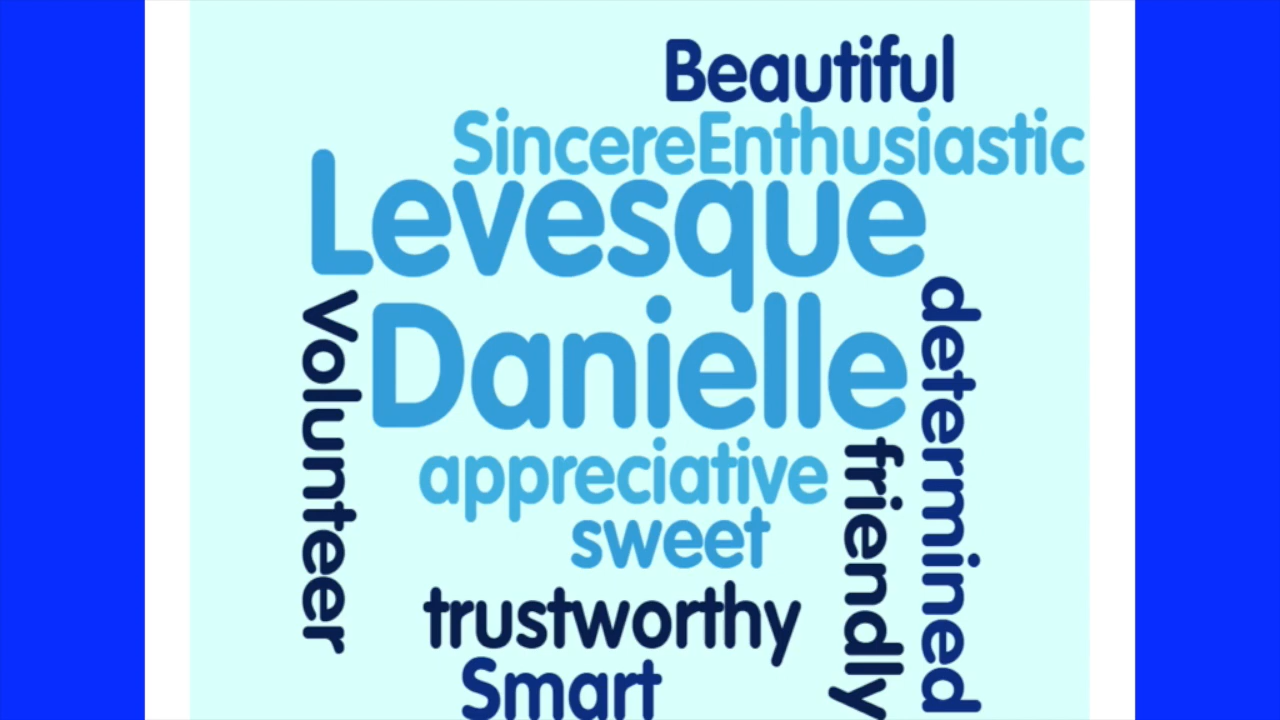 Beautiful
SincereEnthusiastic
Levesque
Danielle
Volunteer
determined
appreciative
friendly
sweet
trustworthy
Smart